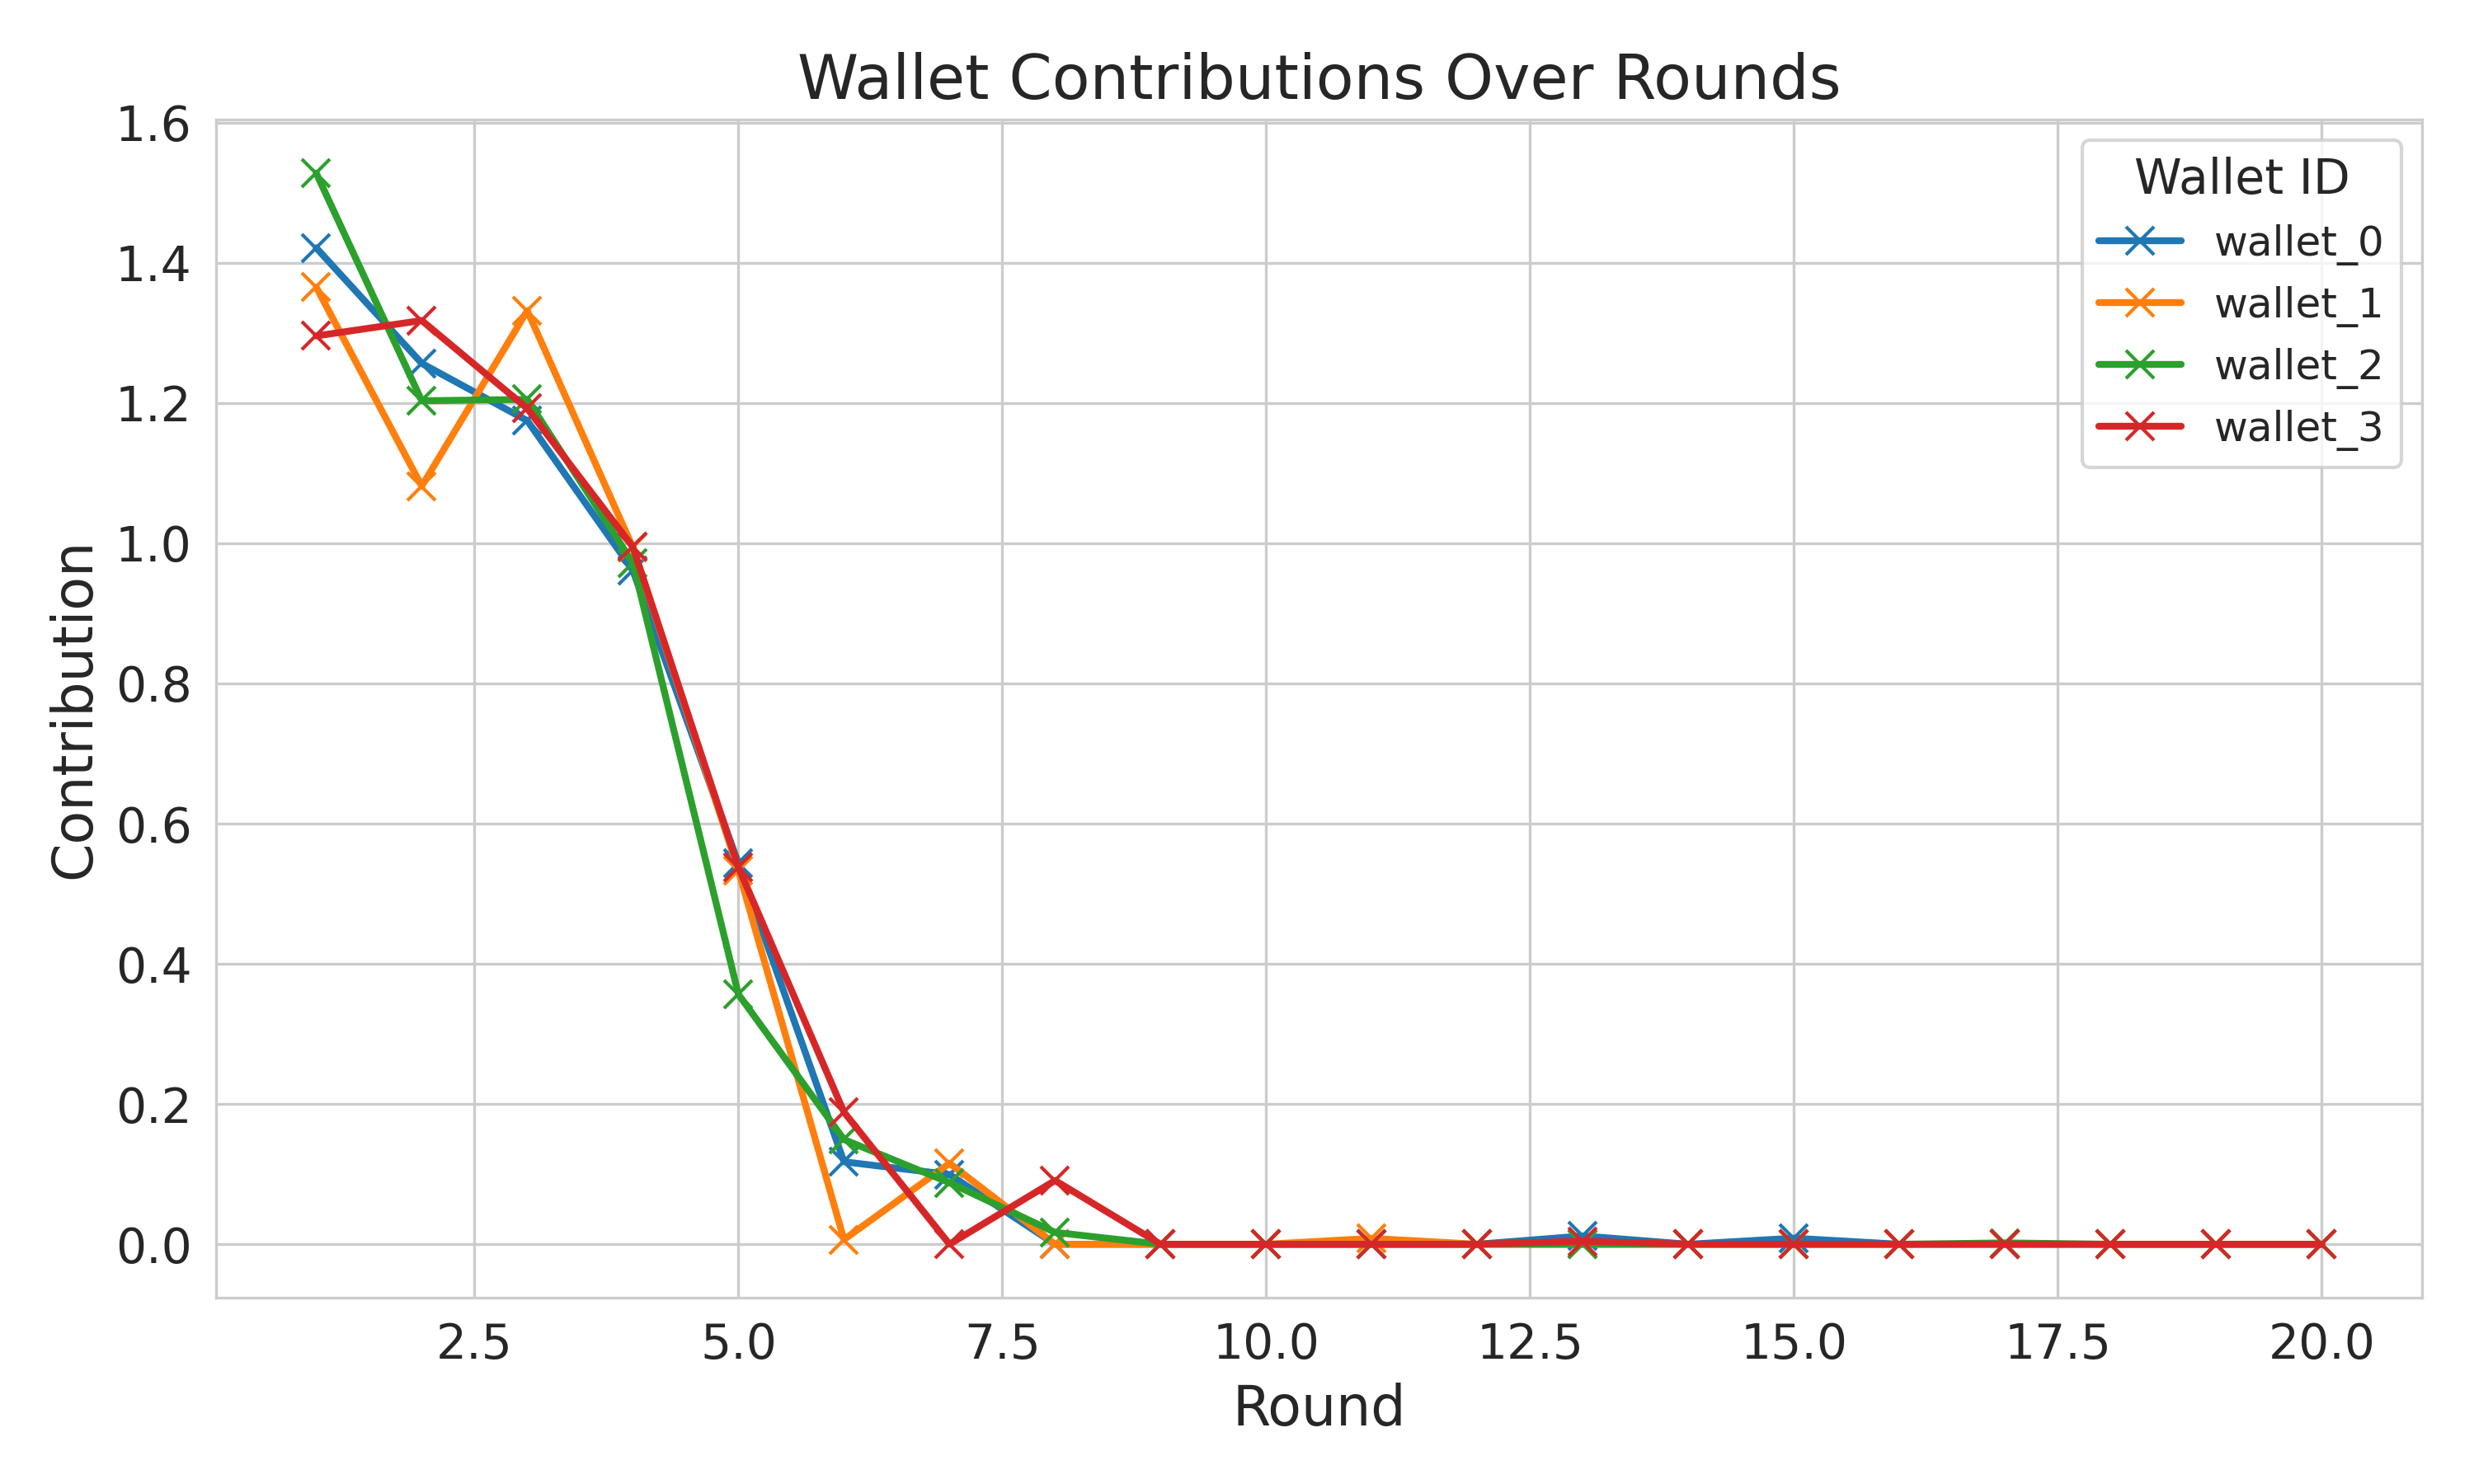 Wallet Contributions Over Rounds
1.6
1.4
1.2
1.0
0.8
0.6
0.4
0.2
0.0
Contribution
Wallet ID
wallet_0
wallet_1
wallet_2
wallet_3
2.5 5.0 7.5 10.0 12.5 15.0 17.5 20.0
Round